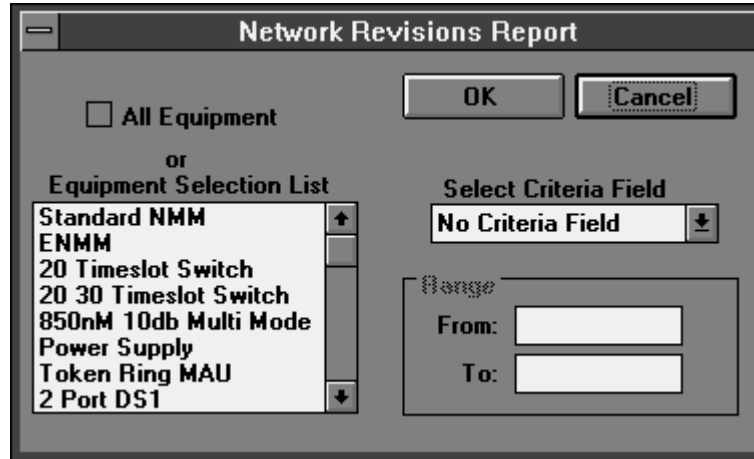 Network Revisions Report
OK
Cancel
All Equipment
or
Equipment Selection List
Standard NMM
ENMM
20 Timeslot Switch
20 30 Timeslot Switch
850nM 10db Multi Mode
Power Supply
Token Ring MAU
2 Port DS1
Select Criteria Field
No Criteria Field
Range
From:
To: